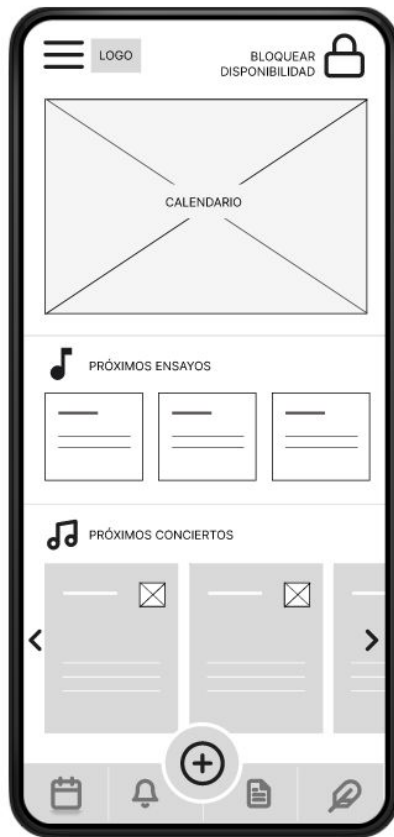 LOGO
BLOQUEAR
DISPONIBILIDAD
CALENDARIO
PRÓXIMOS ENSAYOS
PRÓXIMOS CONCIERTOS